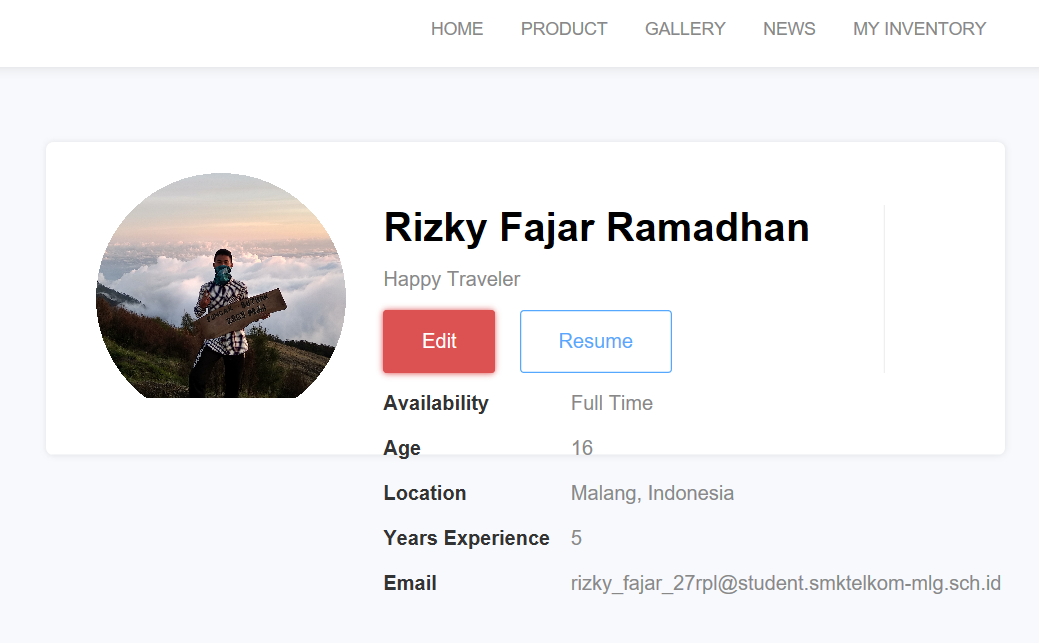 HOME PRODUCT GALLERY NEWS MY INVENTORY
Rizky Fajar Ramadhan
Happy Traveler
Edit Resume
Availability Full Time
Age 16
Location Malang, Indonesia
Years Experience 5
Email rizky_fajar_27rpl@student.smktelkom-mlg.sch.id